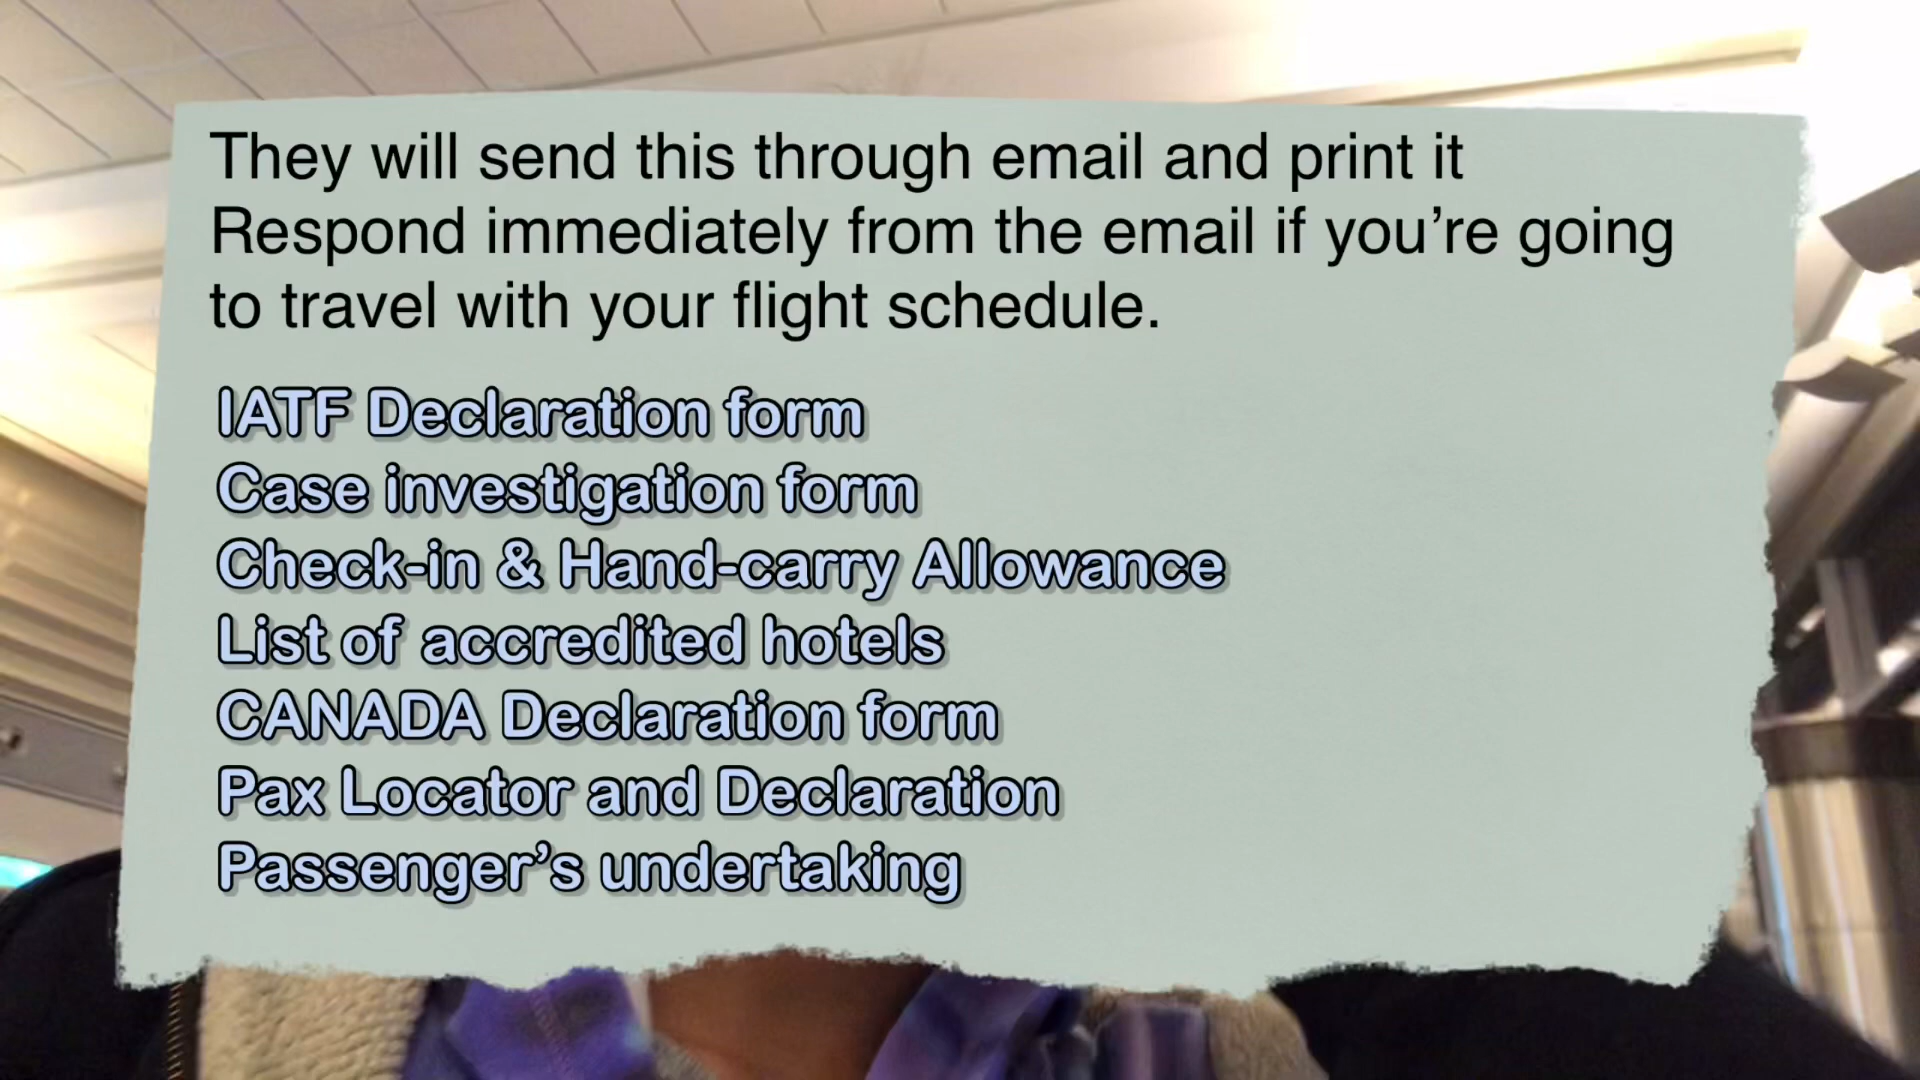 They will send this through email and print it
Respond immediately from the email if you’re going
to travel with your flight schedule.
IATF Declaration form
Case investigation form
Check-in & Hand-carry Allowance
List of accredited hotels
CANADA Declaration form
Pax Locator and Declaration
Passenger’s undertaking